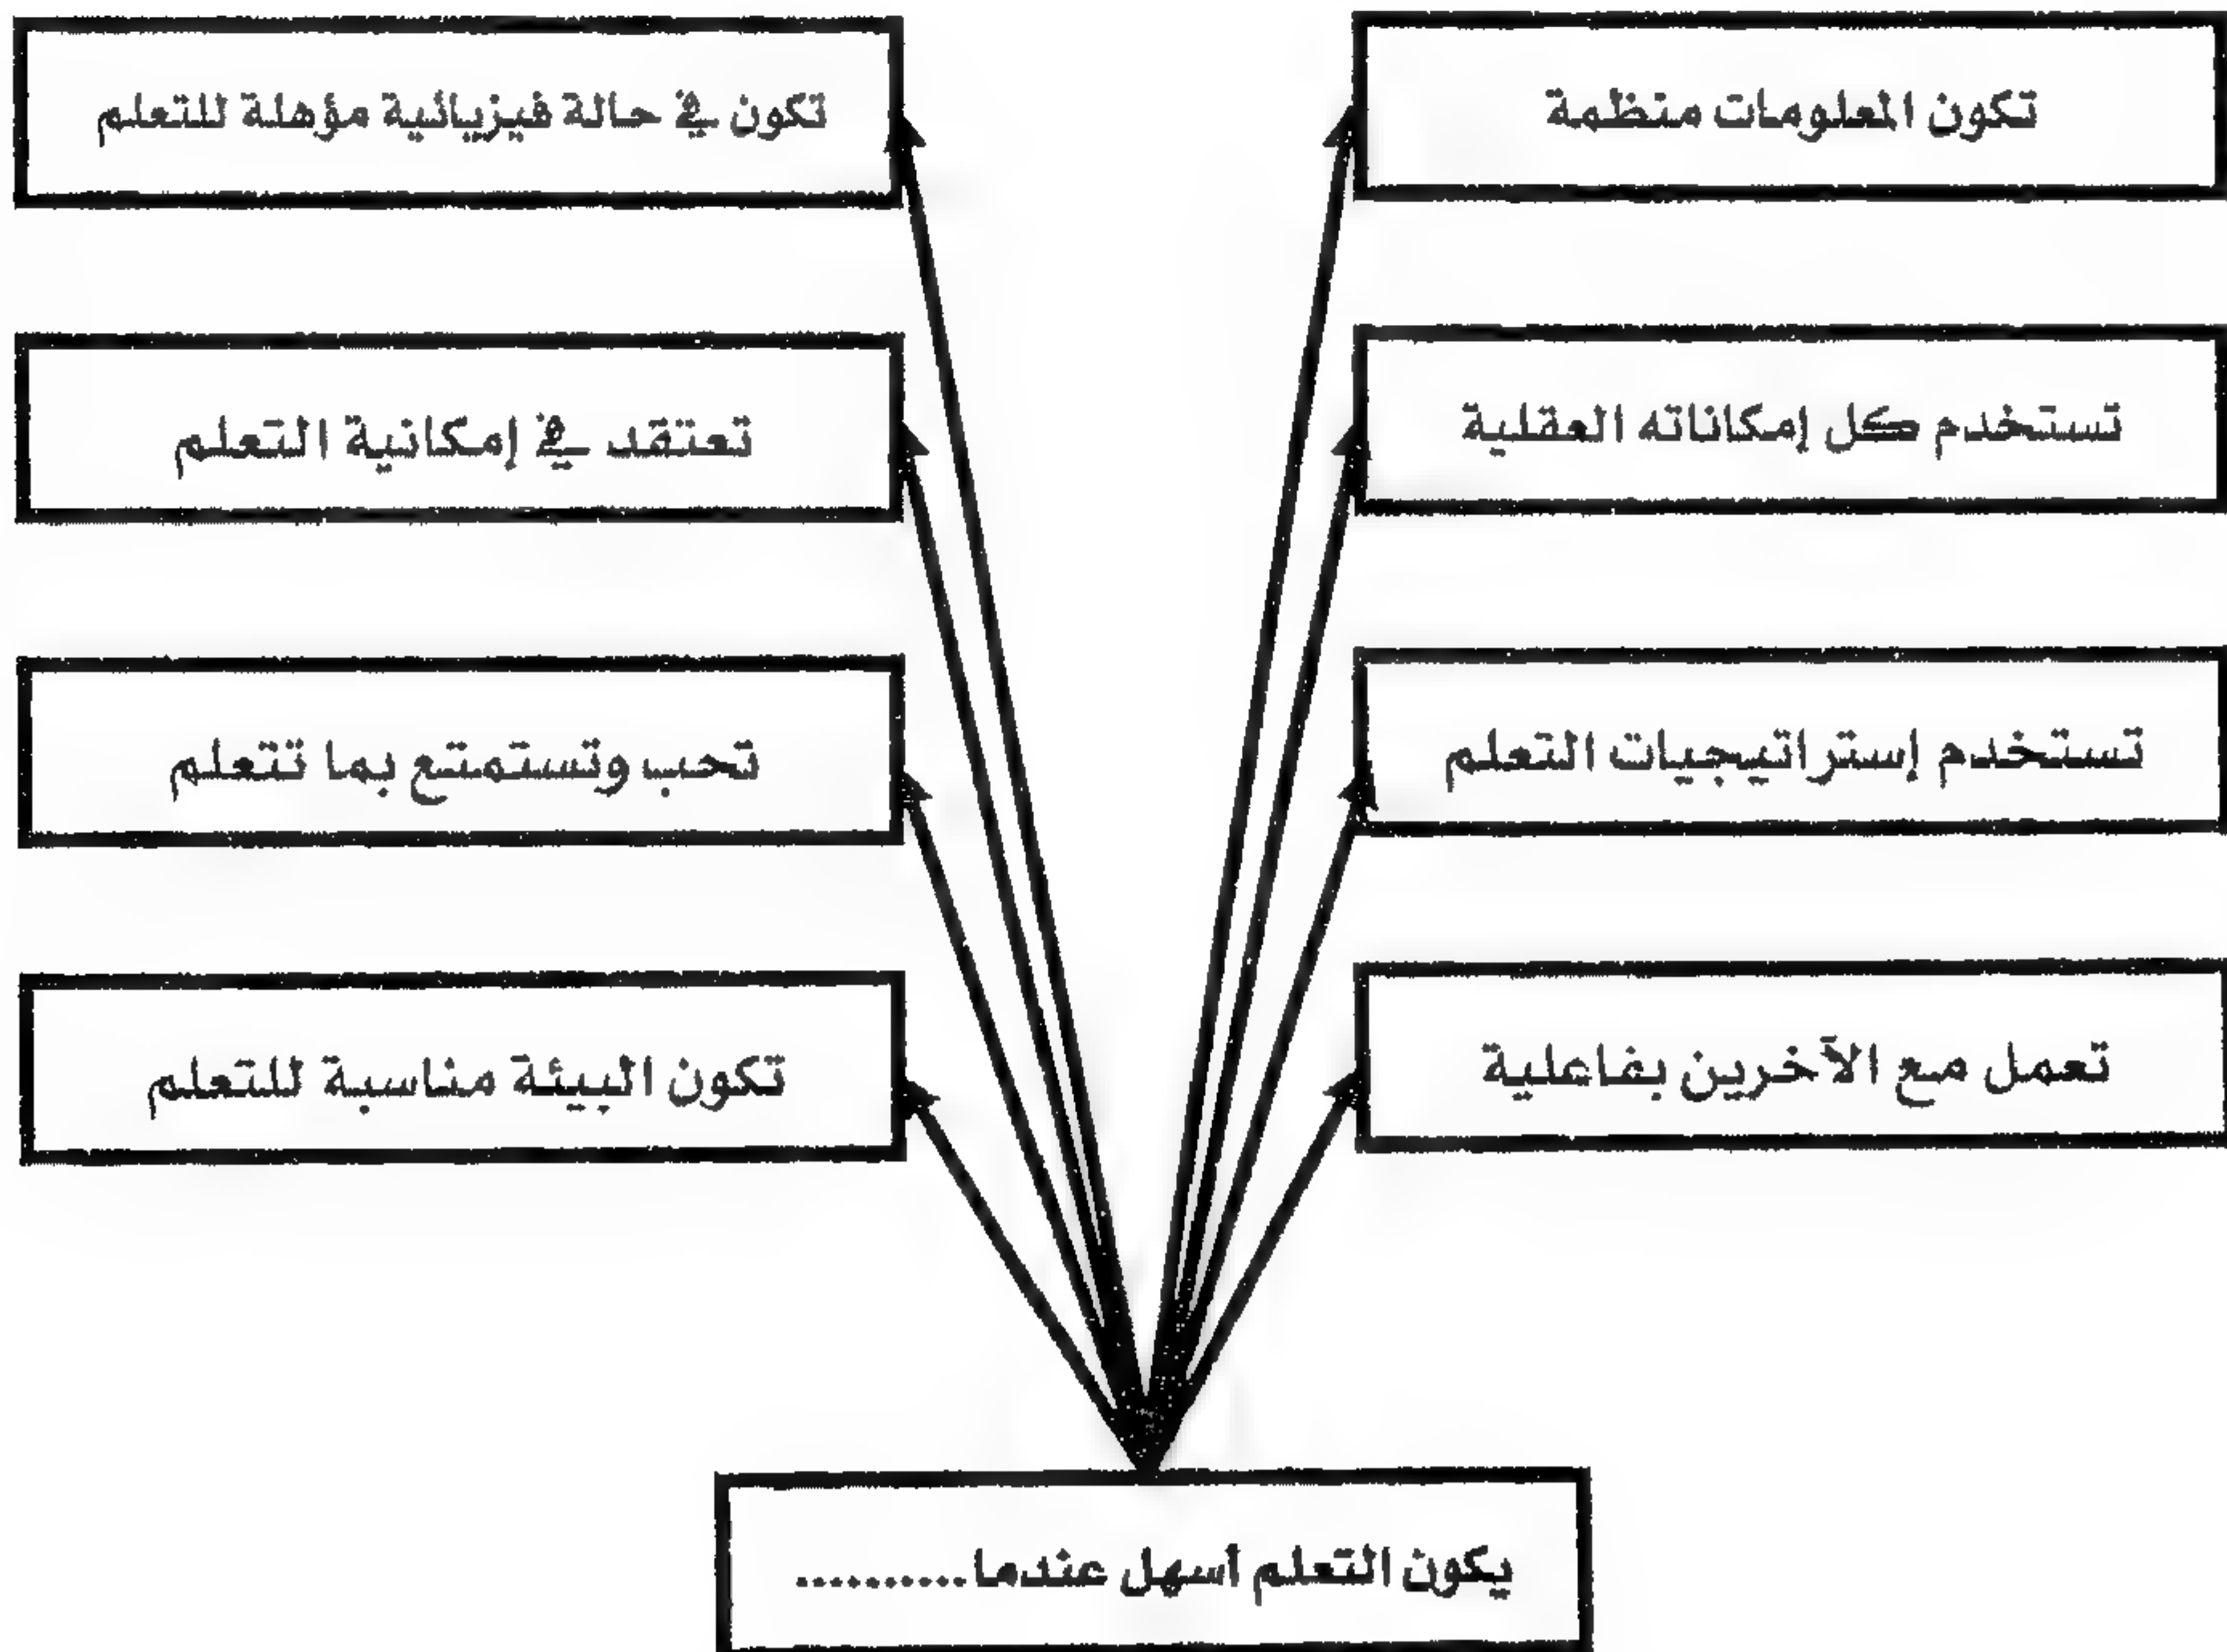 تكون المعلومات منظمة
تكون في حالة فيزيائية مؤهلة للتعلم
تستخدم كل إمكاناته العقلية
تعتقد في إمكانية التعلم
تستخدم إستراتيجيات التعلم
تحب وتستمتع بما تتعلم
تعمل مع الآخرين بفاعلية
تكون البيئة مناسبة للتعلم
يكون التعلم أسهل عندما..........